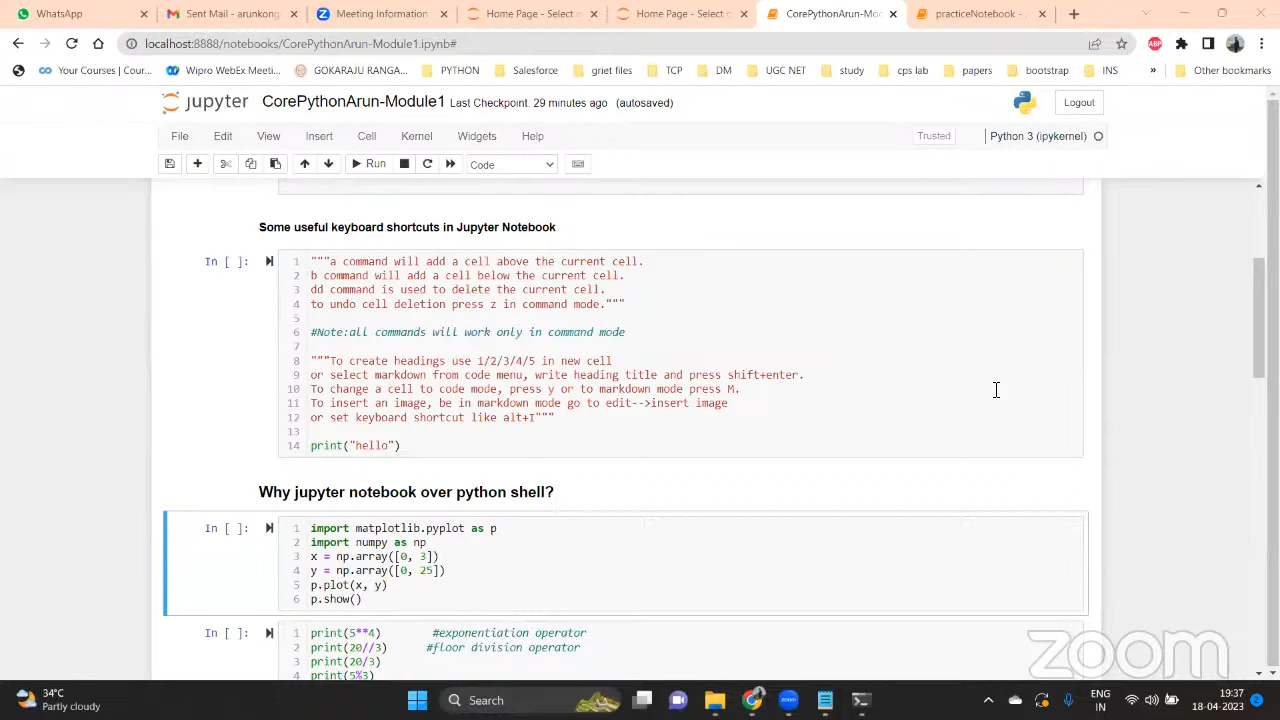 WhatsApp
Sent Mail - arunkong
Meeting Information
Home Page - Select o
Home Page - Select o
CorePythonArun-Mod
practiceNotebook -
localhost:8888/notebooks/CorePythonArun-Module1.ipynb#
ABP
Your Courses | Cour...
Wipro WebEx Meeti...
GOKARAJU RANGA...
PYTHON
Salesforce
griet files
TCP
DM
UGC NET
study
cps lab
papers
bootstrap
INS
»
Other bookmarks
jupyter CorePythonArun-Module1 Last Checkpoint: 29 minutes ago (autosaved)
Logout
File Edit View Insert Cell Kernel Widgets Help
Trusted
Python 3 (ipykernel)
Run
Code
Some useful keyboard shortcuts in Jupyter Notebook
In [ ]:
1 """a command will add a cell above the current cell.
2 b command will add a cell below the current cell.
3 dd command is used to delete the current cell.
4 to undo cell deletion press z in command mode."""
5
6 #Note:all commands will work only in command mode
7
8 """To create headings use 1/2/3/4/5 in new cell
9 or select markdown from code menu, write heading title and press shift+enter.
10 To change a cell to code mode, press y or to markdown mode press M.
11 To insert an image, be in markdown mode go to edit-->insert image
12 or set keyboard shortcut like alt+I"""
13
14 print("hello")
Why jupyter notebook over python shell?
In [ ]:
1 import matplotlib.pyplot as p
2 import numpy as np
3 x = np.array([0, 3])
4 y = np.array([0, 25])
5 p.plot(x, y)
6 p.show()
In [ ]:
1 print(5**4) #exponentiation operator
2 print(20//3) #floor division operator
3 print(20/3)
4 print(5%3)
zoom
34°C
Partly cloudy
Search
zoom
ENG
IN
19:37
18-04-2023
2